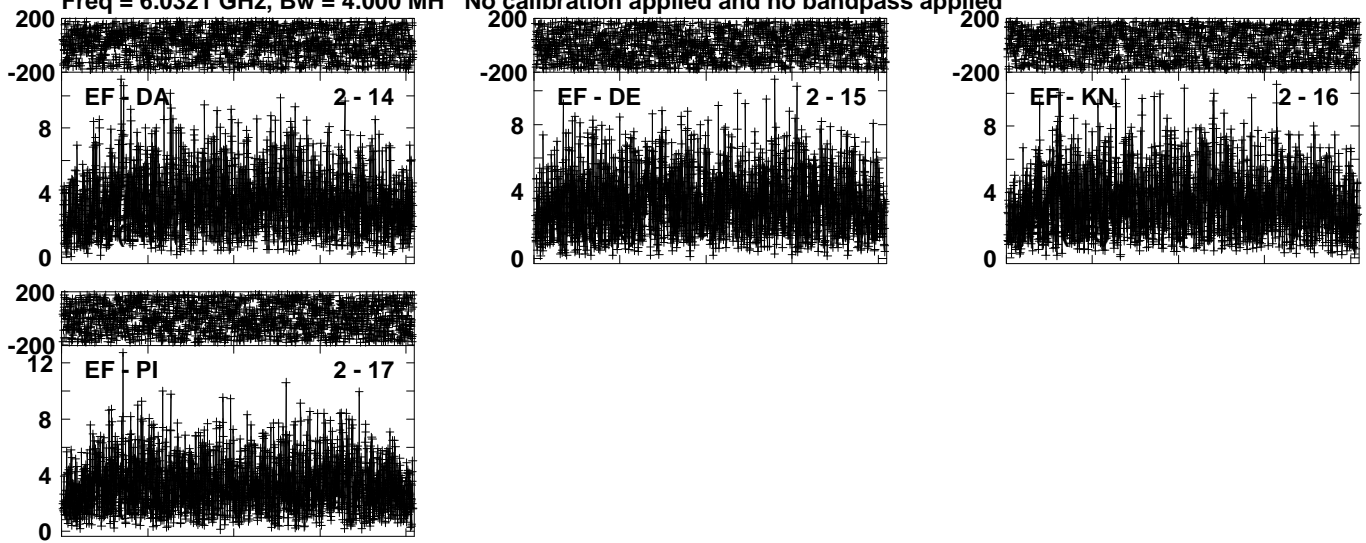 Freq = 6.0321 GHz, Bw = 4.000 MH No calibration applied and no bandpass applied
200 200 200
-200 -200 -200
EF - DA 2 - 14 EF - DE 2 - 15 EF - KN 2 - 16
8 8 8
4 4 4
0 0 0
200
-200
12
EF - PI 2 - 17
8
4
0